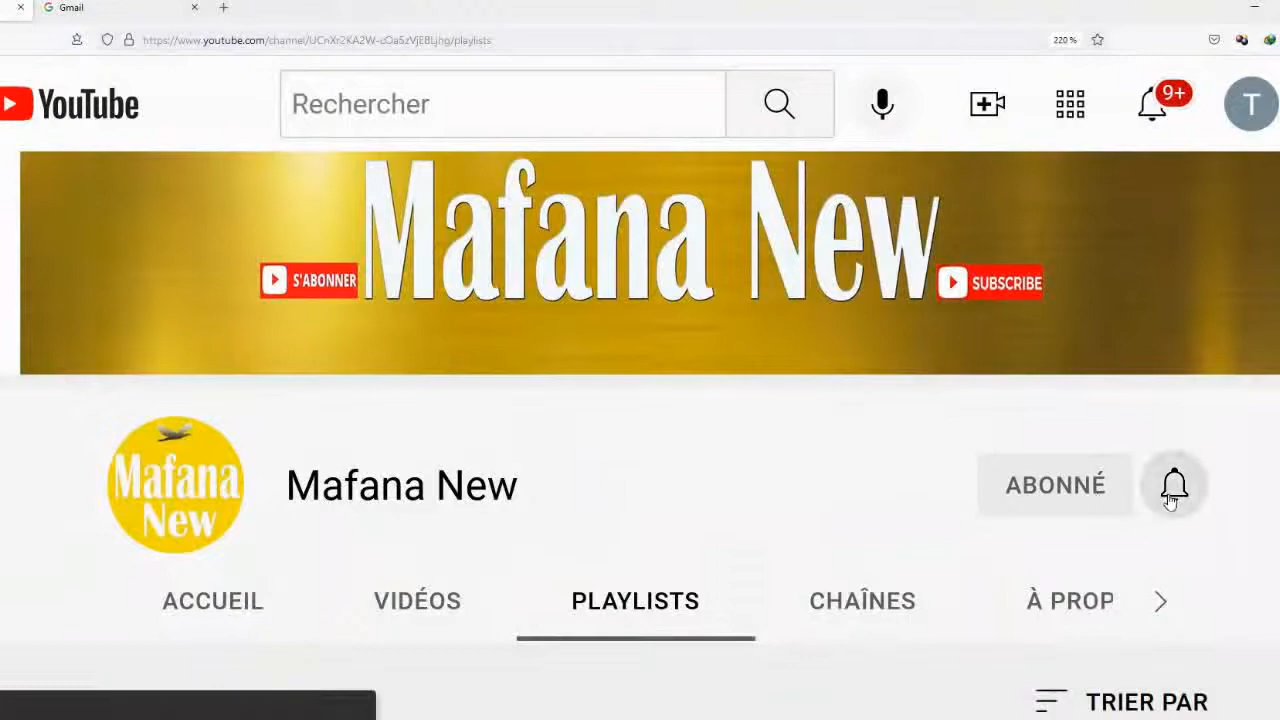 Gmail
220 %
YouTube
Rechercher
9+
T
Mafana New
S'ABONNER
SUBSCRIBE
Mafana
New
Mafana New
ABONNÉ
ACCUEIL
VIDÉOS
PLAYLISTS
CHAÎNES
À PROP
TRIER PAR